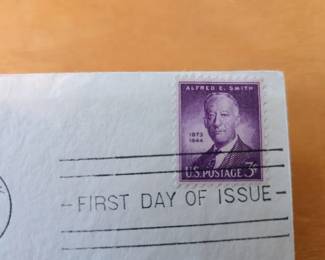 ALFRED E. SMITH
1873
1944
U.S. POSTAGE 3¢
- FIRST DAY OF ISSUE -